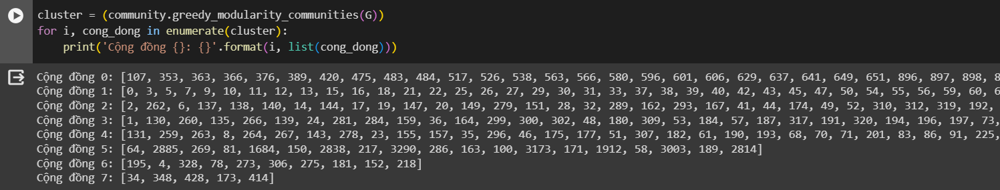 cluster = (community.greedy_modularity_communities(G))
for i, cong_dong in enumerate(cluster):
    print('Cộng đồng {}: {}'.format(i, list(cong_dong)))
Cộng đồng 0: [107, 353, 363, 366, 376, 389, 420, 475, 483, 484, 517, 526, 538, 563, 566, 580, 596, 601, 606, 629, 637, 641, 649, 651, 896, 897, 898, 8
Cộng đồng 1: [0, 3, 5, 7, 9, 10, 11, 12, 13, 15, 16, 18, 21, 22, 25, 26, 27, 29, 30, 31, 33, 37, 38, 39, 40, 42, 43, 45, 47, 50, 54, 55, 56, 59, 60, 6
Cộng đồng 2: [2, 262, 6, 137, 138, 140, 14, 144, 17, 19, 147, 20, 149, 279, 151, 28, 32, 289, 162, 293, 167, 41, 44, 174, 49, 52, 310, 312, 319, 192,
Cộng đồng 3: [1, 130, 260, 135, 266, 139, 24, 281, 284, 159, 36, 164, 299, 300, 302, 48, 180, 309, 53, 184, 57, 187, 317, 191, 320, 194, 196, 197, 73,
Cộng đồng 4: [131, 259, 263, 8, 264, 267, 143, 278, 23, 155, 157, 35, 296, 46, 175, 177, 51, 307, 182, 61, 190, 193, 68, 70, 71, 201, 83, 86, 91, 225,
Cộng đồng 5: [64, 2885, 269, 81, 1684, 150, 2838, 217, 3290, 286, 163, 100, 3173, 171, 1912, 58, 3003, 189, 2814]
Cộng đồng 6: [195, 4, 328, 78, 273, 306, 275, 181, 152, 218]
Cộng đồng 7: [34, 348, 428, 173, 414]